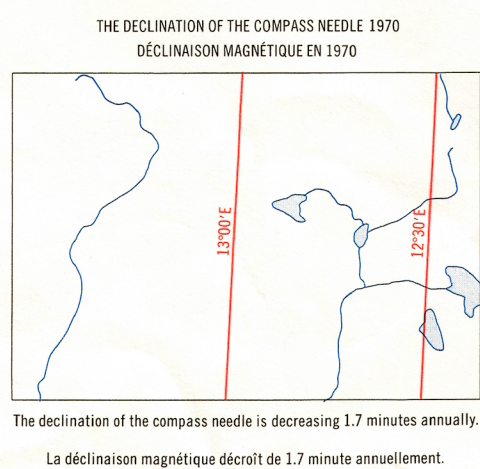 THE DECLINATION OF THE COMPASS NEEDLE 1970
DÉCLINAISON MAGNÉTIQUE EN 1970
13°00'E
12°30'E
The declination of the compass needle is decreasing 1.7 minutes annually.
La déclinaison magnétique décroît de 1.7 minute annuellement.